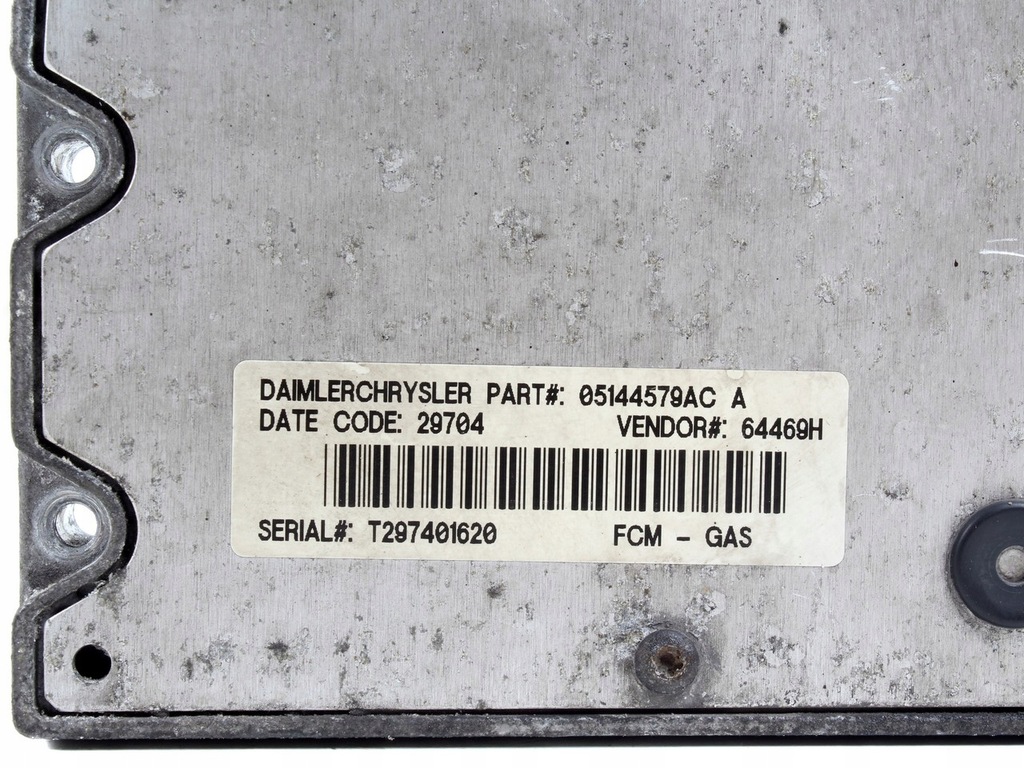 DAIMLERCHRYSLER PART#: 05144579AC A
DATE CODE: 29704 VENDOR#: 64469H
SERIAL#: T297401620 FCM - GAS